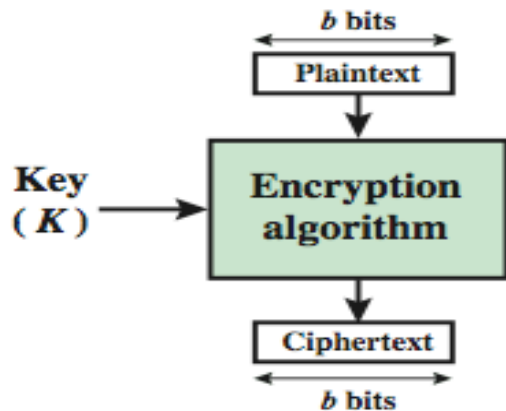 b bits
Plaintext
Key
( K )
Encryption
algorithm
Ciphertext
b bits